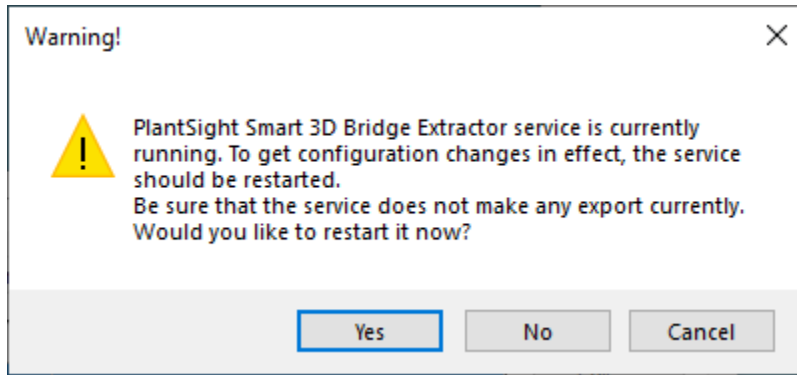 Warning!
PlantSight Smart 3D Bridge Extractor service is currently
running. To get configuration changes in effect, the service
should be restarted.
Be sure that the service does not make any export currently.
Would you like to restart it now?
Yes
No
Cancel